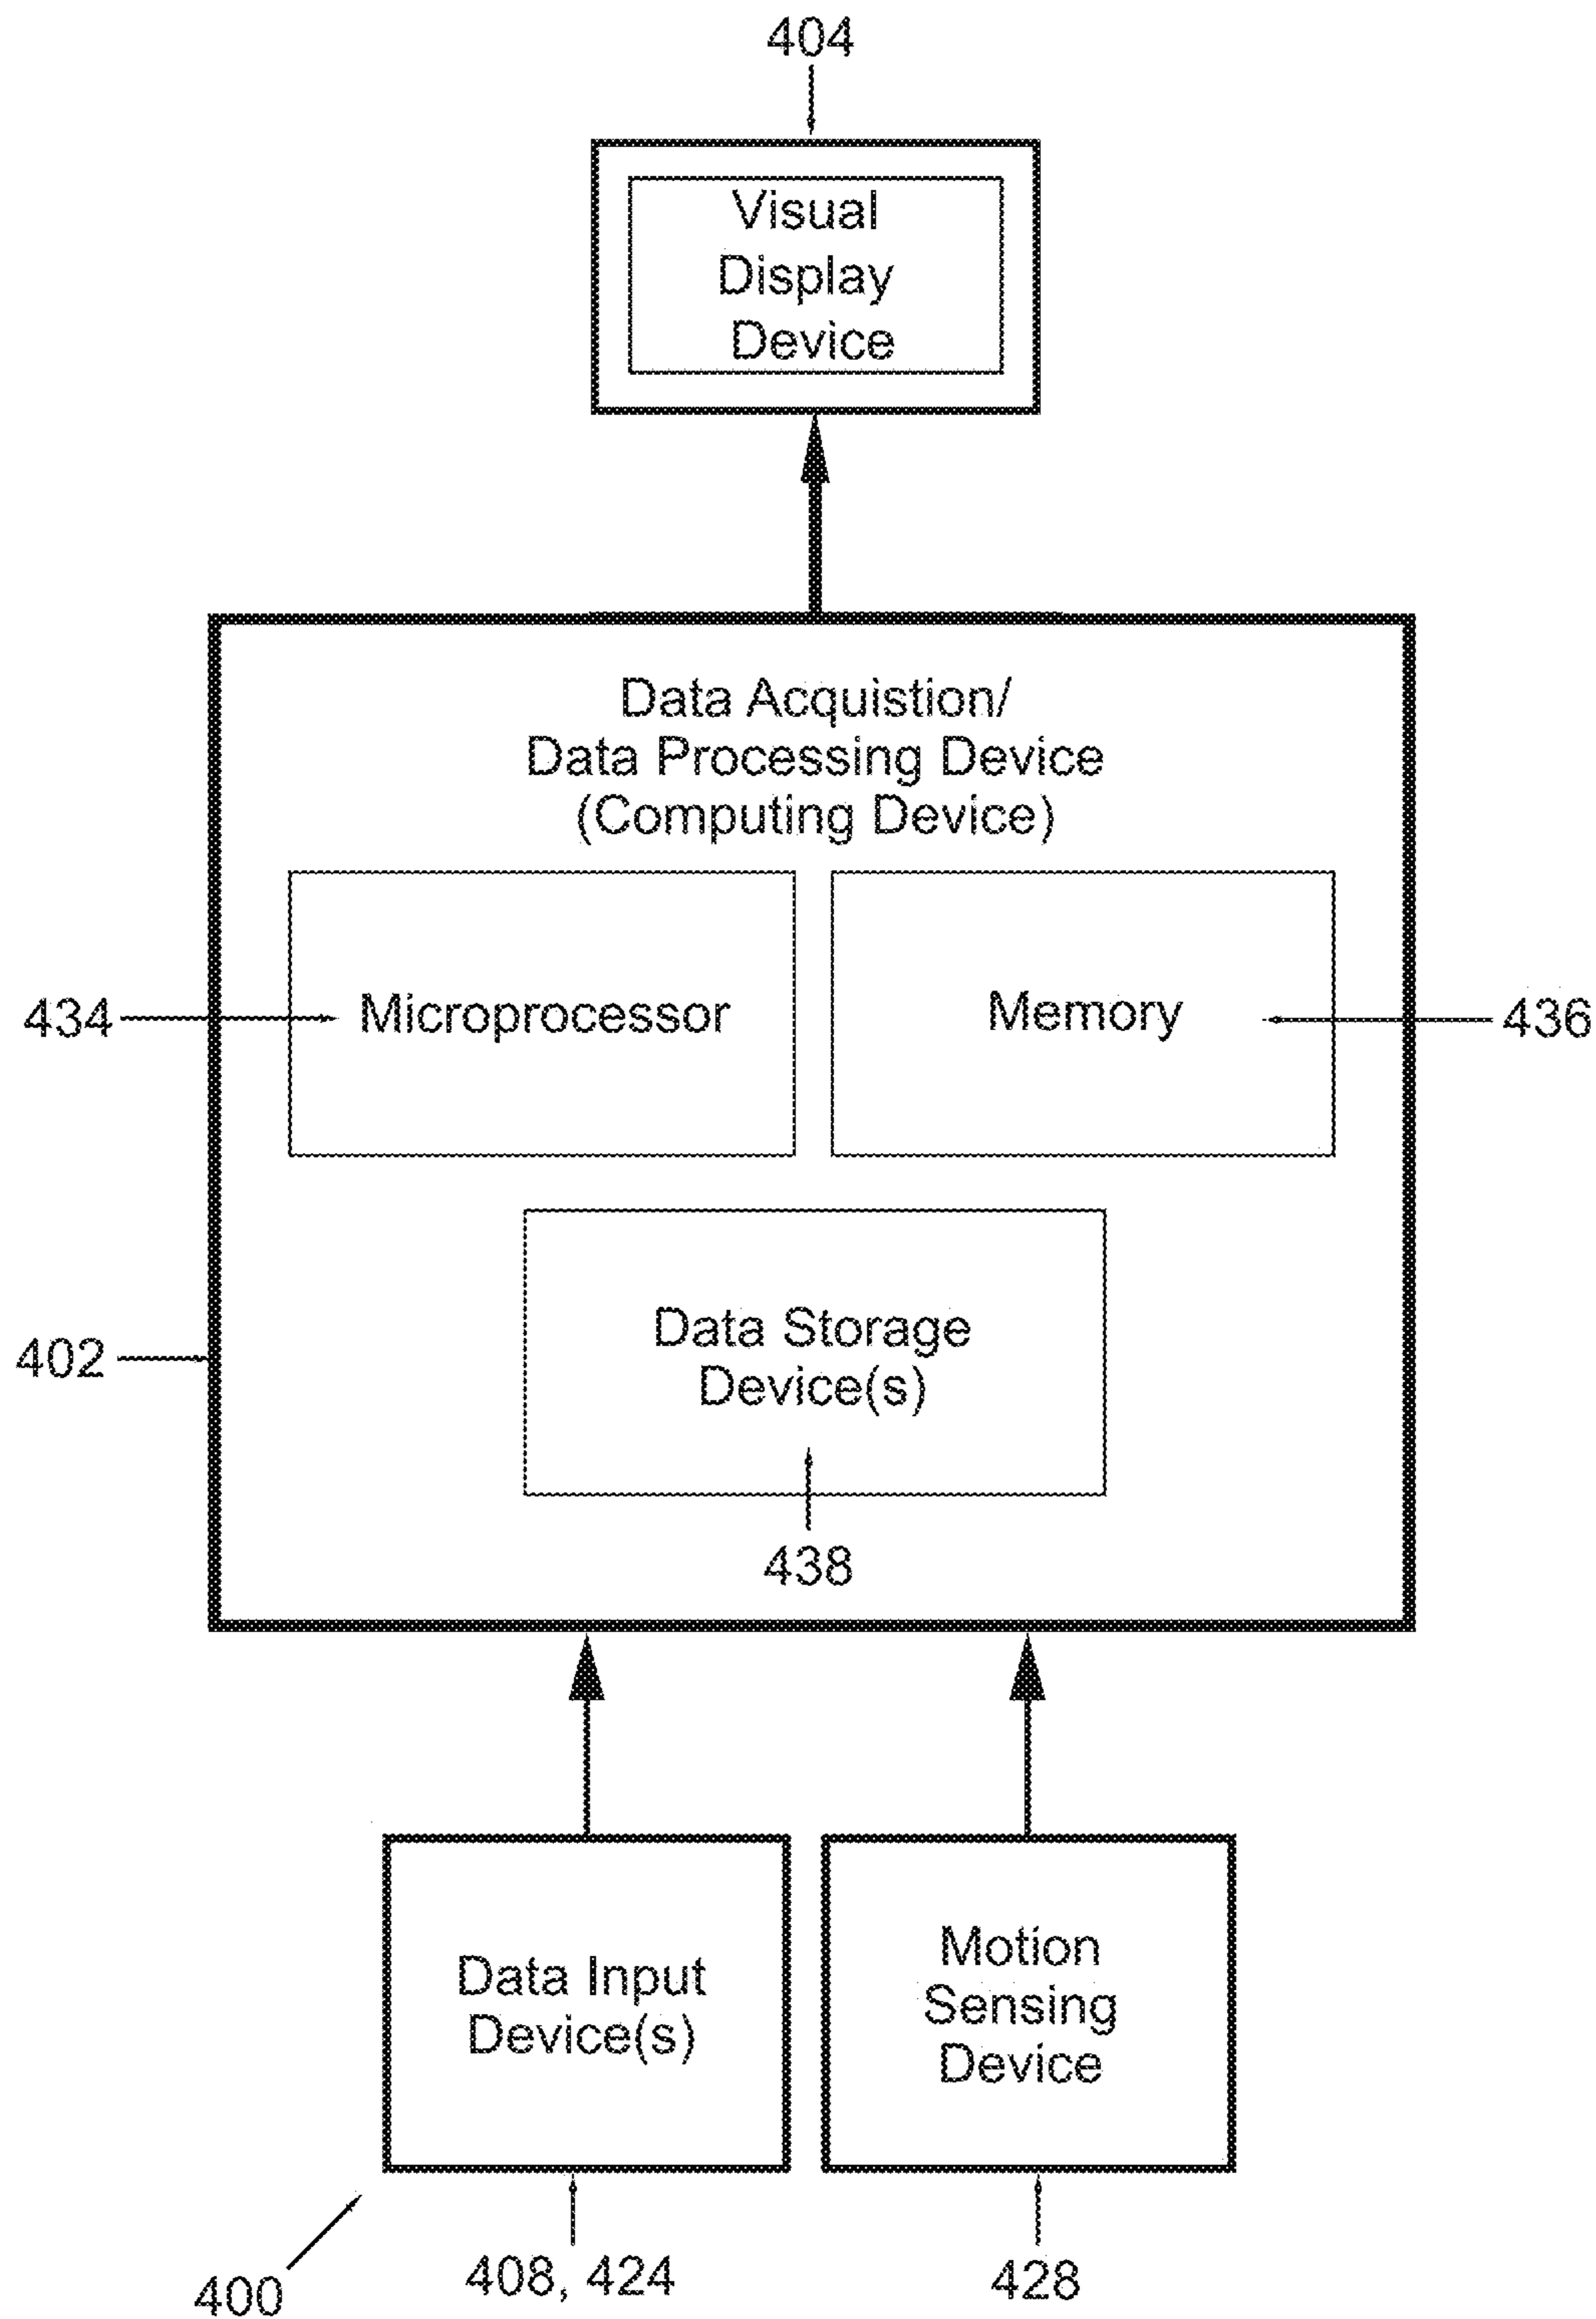 404
Visual
Display
Device
Data Acquistion/
Data Processing Device
(Computing Device)
434
Microprocessor
Memory
436
Data Storage
Device(s)
402
438
Data Input
Device(s)
Motion
Sensing
Device
400
408, 424
428